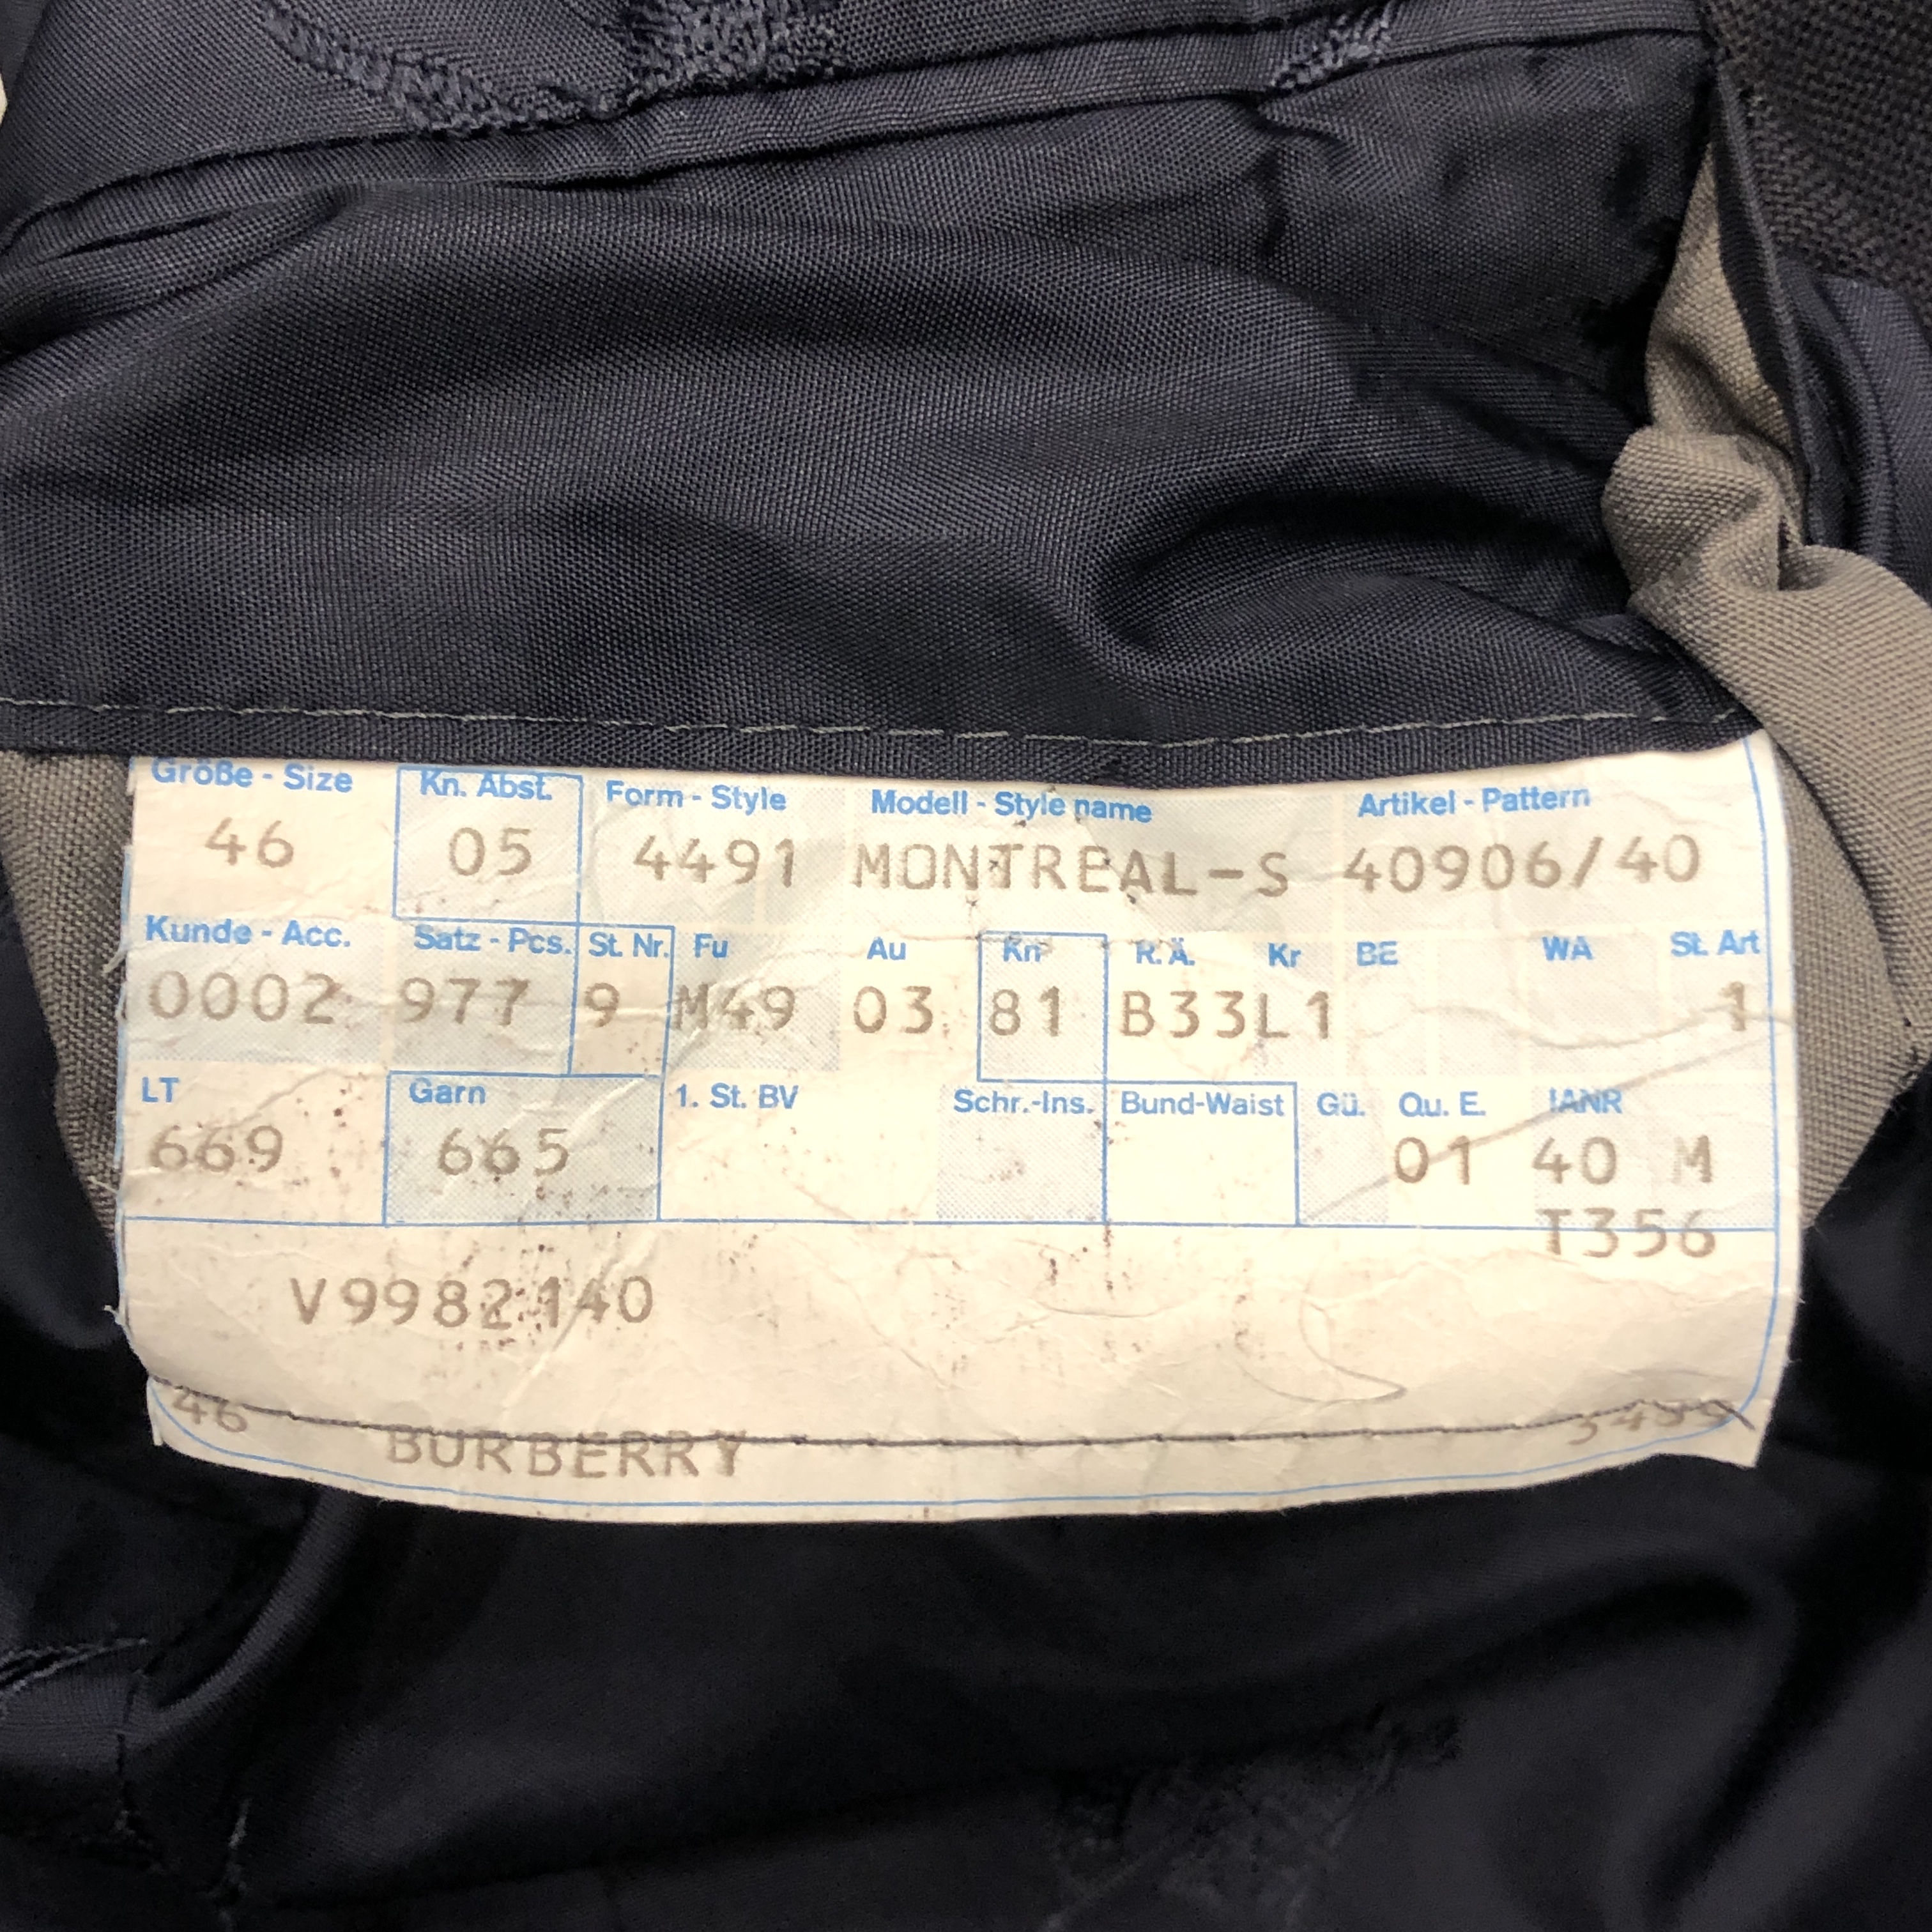 Größe - Size Kn. Abst. Form - Style Modell - Style name Artikel - Pattern
46 05 4491 MONTREAL-S 40906/40
Kunde - Acc. Satz - Pcs. St. Nr. Fu Au Kn R.Ä. Kr BE WA St. Art
0002 977 9 M49 03 81 B33L1 1
LT Garn 1. St. BV Schr.-Ins. Bund-Waist Gü. Qu. E. IANR
669 665 01 40 M
T356
V9982140
46
BURBERRY